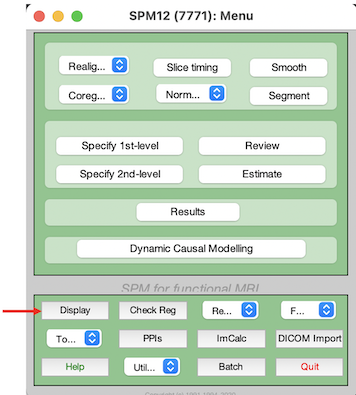 SPM12 (7771): Menu
Realig... Slice timing Smooth
Coreg... Norm... Segment
Specify 1st-level Review
Specify 2nd-level Estimate
Results
Dynamic Causal Modelling
SPM for functional MRI
Display Check Reg Re... F...
To... PPIs ImCalc DICOM Import
Help Util... Batch Quit